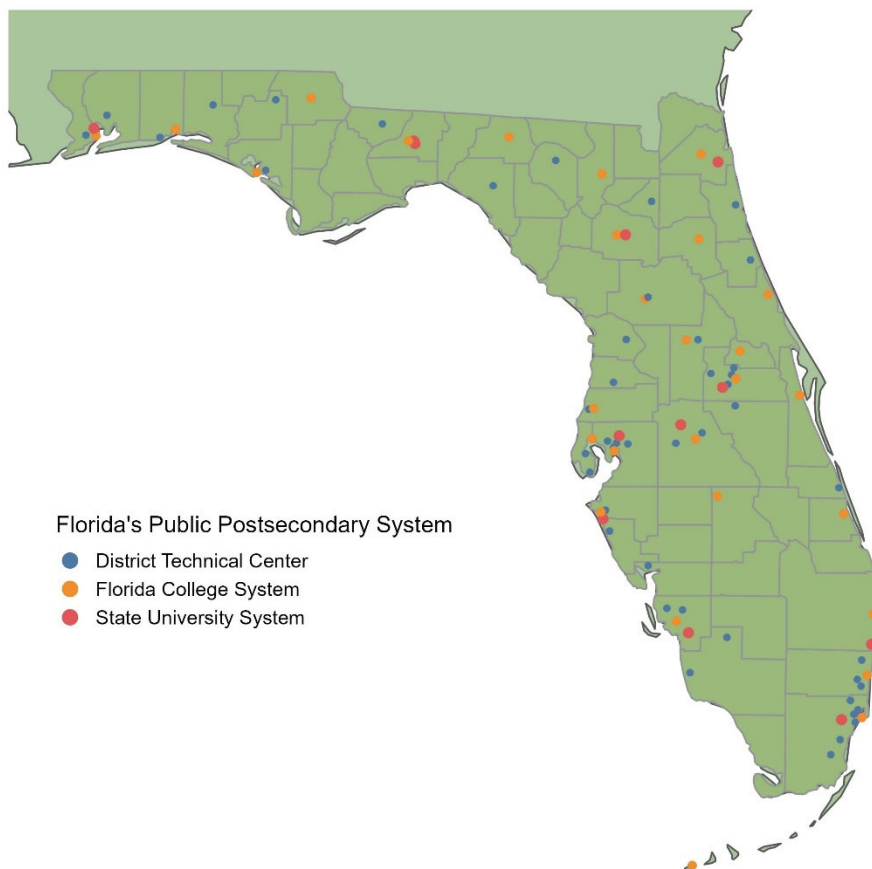 Florida's Public Postsecondary System
District Technical Center
Florida College System
State University System